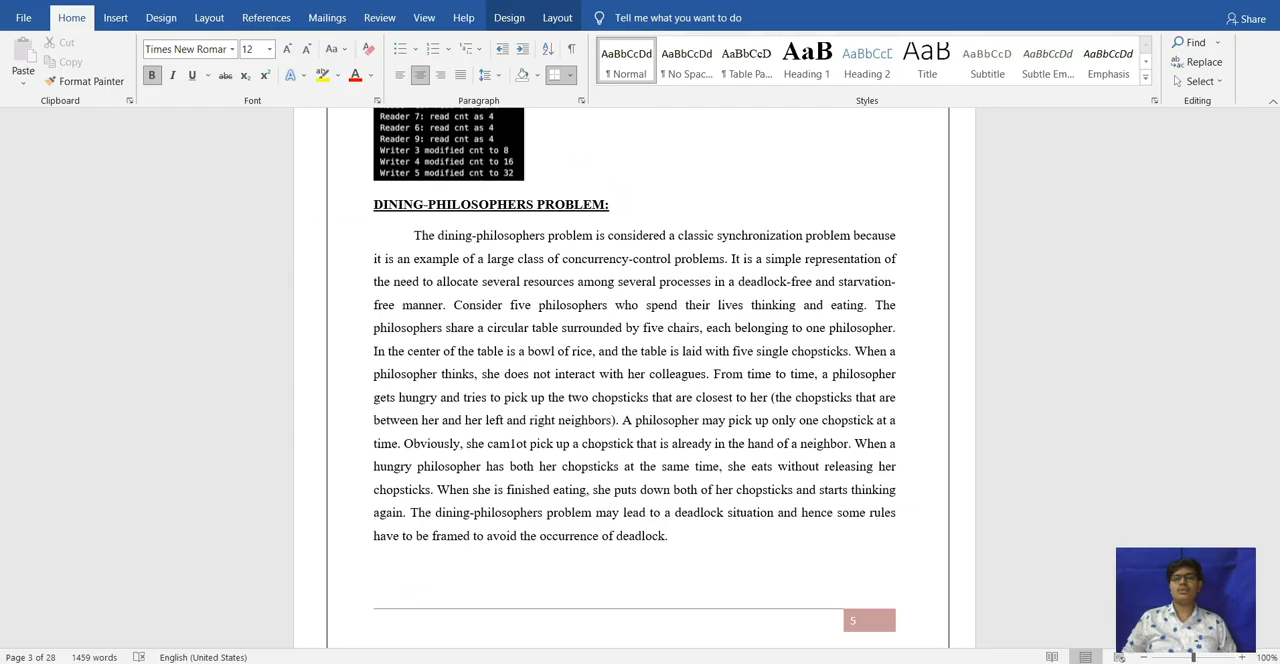 File Home Insert Design Layout References Mailings Review View Help Design Layout Tell me what you want to do Share
Paste Cut Copy Format Painter
Clipboard
Times New Romar 12 Aa
B I U abc x₂ x² A ab A
Font
Paragraph
AaBbCcDd AaBbCcDd AaBbCcD AaB AaBbCcC AaB AaBbCcD AaBbCcDd AaBbCcDd
¶ Normal ¶ No Spac... ¶ Table Pa... Heading 1 Heading 2 Title Subtitle Subtle Em... Emphasis
Styles
Find
Replace
Select
Editing
Reader 7: read cnt as 4
Reader 6: read cnt as 4
Reader 9: read cnt as 4
Writer 3 modified cnt to 8
Writer 4 modified cnt to 16
Writer 5 modified cnt to 32
DINING-PHILOSOPHERS PROBLEM:
The dining-philosophers problem is considered a classic synchronization problem because
it is an example of a large class of concurrency-control problems. It is a simple representation of
the need to allocate several resources among several processes in a deadlock-free and starvation-
free manner. Consider five philosophers who spend their lives thinking and eating. The
philosophers share a circular table surrounded by five chairs, each belonging to one philosopher.
In the center of the table is a bowl of rice, and the table is laid with five single chopsticks. When a
philosopher thinks, she does not interact with her colleagues. From time to time, a philosopher
gets hungry and tries to pick up the two chopsticks that are closest to her (the chopsticks that are
between her and her left and right neighbors). A philosopher may pick up only one chopstick at a
time. Obviously, she cam1ot pick up a chopstick that is already in the hand of a neighbor. When a
hungry philosopher has both her chopsticks at the same time, she eats without releasing her
chopsticks. When she is finished eating, she puts down both of her chopsticks and starts thinking
again. The dining-philosophers problem may lead to a deadlock situation and hence some rules
have to be framed to avoid the occurrence of deadlock.
5
Page 3 of 28 1459 words English (United States) 100%